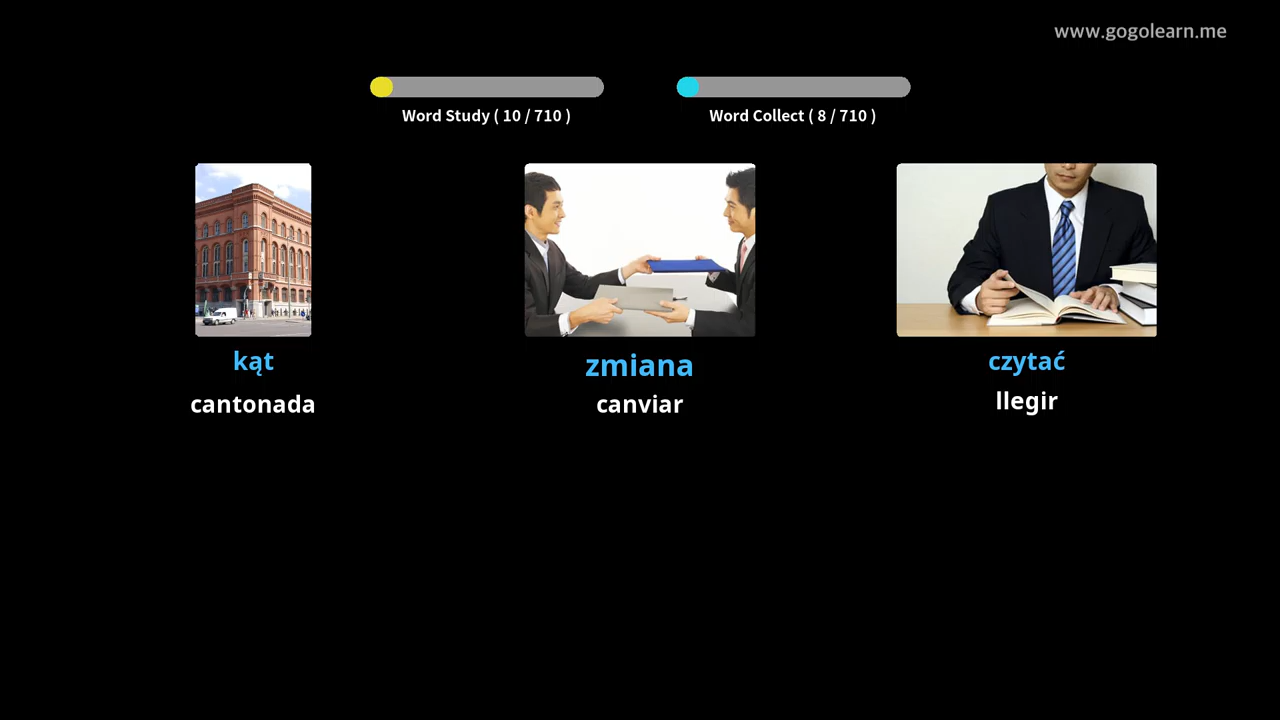 www.gogolearn.me
Word Study ( 10 / 710 )
Word Collect ( 8 / 710 )
kąt
zmiana
czytać
cantonada
canviar
llegir